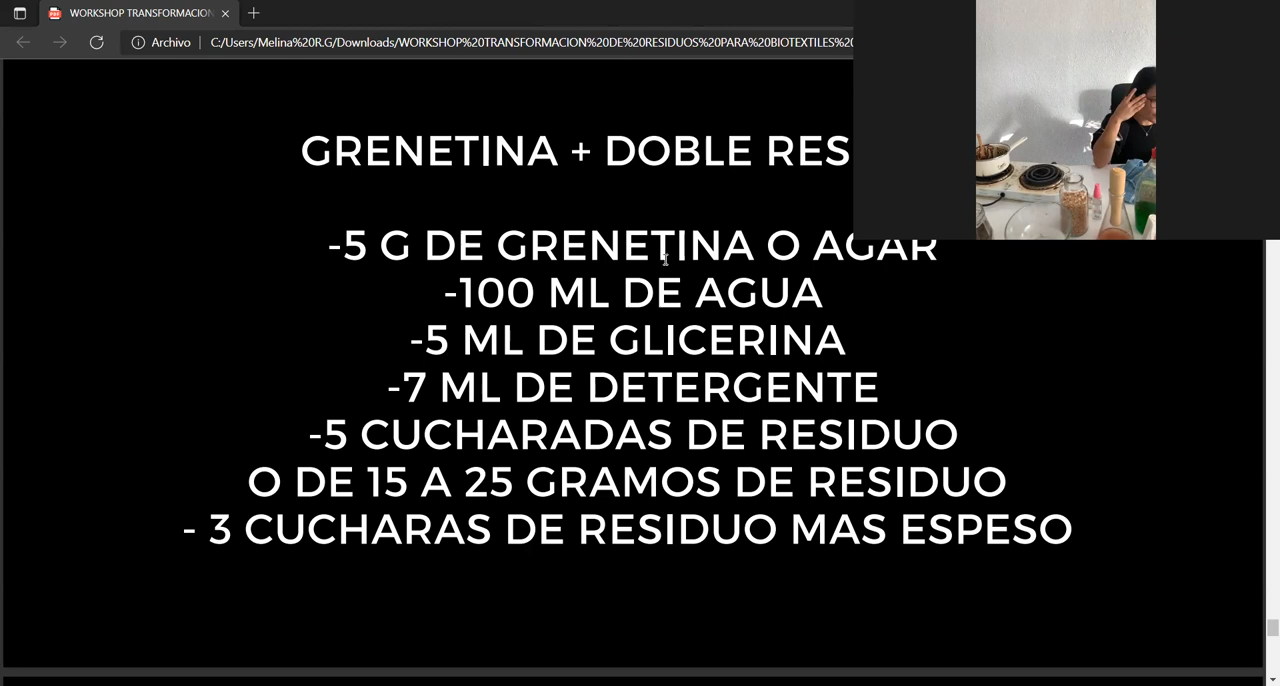 WORKSHOP TRANSFORMACION
Archivo
C:/Users/Melina%20R.G/Downloads/WORKSHOP%20TRANSFORMACION%20DE%20RESIDUOS%20PARA%20BIOTEXTILES%20
GRENETINA + DOBLE RES
-5 G DE GRENETINA O AGAR
-100 ML DE AGUA
-5 ML DE GLICERINA
-7 ML DE DETERGENTE
-5 CUCHARADAS DE RESIDUO
O DE 15 A 25 GRAMOS DE RESIDUO
- 3 CUCHARAS DE RESIDUO MAS ESPESO